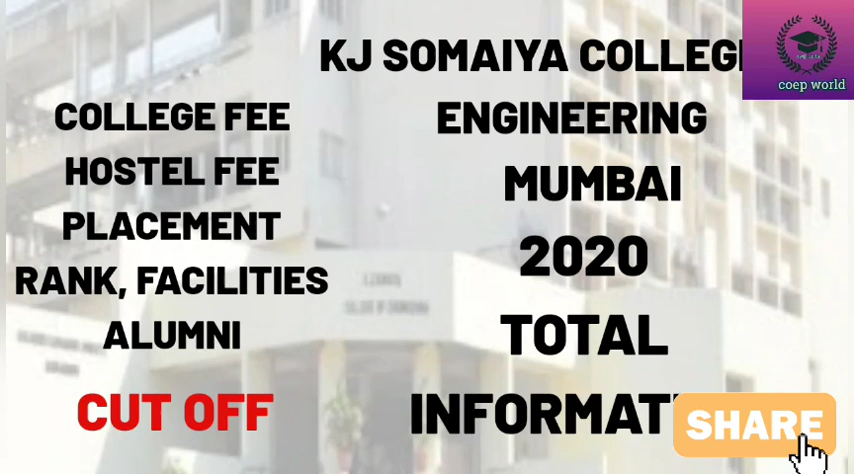 KJ SOMAIYA COLLEG
ENGINEERING
MUMBAI
2020
TOTAL
INFORMAT
COLLEGE FEE
HOSTEL FEE
PLACEMENT
RANK, FACILITIES
ALUMNI
CUT OFF
coep world
SHARE